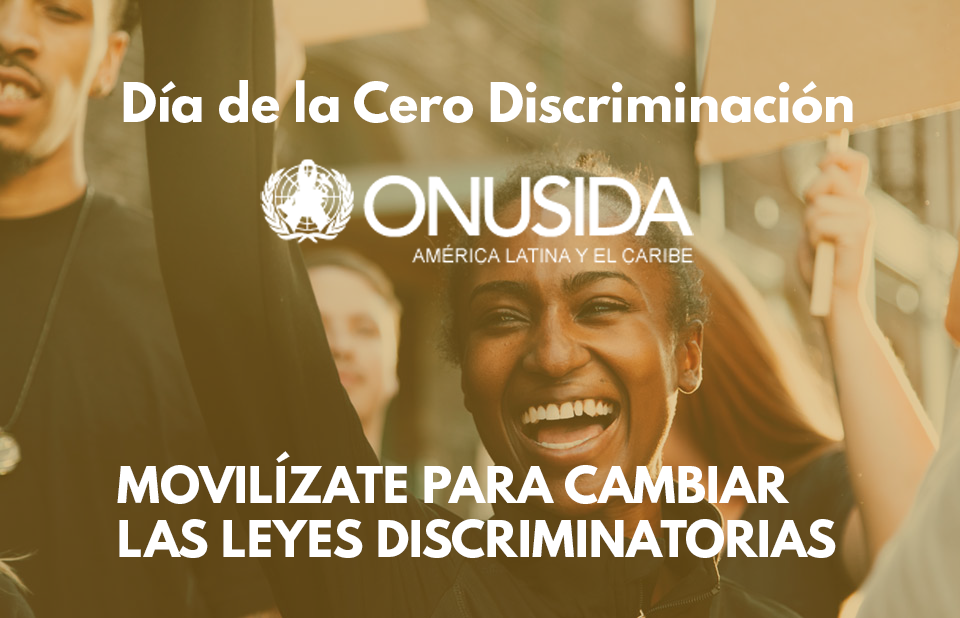 Día de la Cero Discriminación
ONUSIDA
AMÉRICA LATINA Y EL CARIBE
MOVILÍZATE PARA CAMBIAR
LAS LEYES DISCRIMINATORIAS